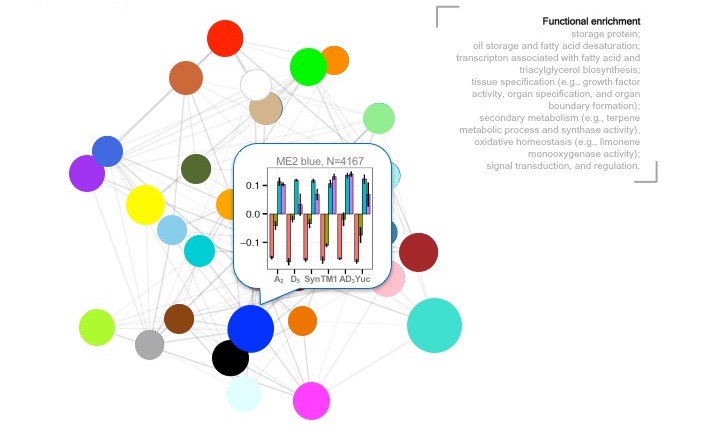 Functional enrichment
storage protein;
oil storage and fatty acid desaturation;
transcripton associated with fatty acid and
triacylglycerol biosynthesis;
tissue specification (e.g., growth factor
activity, organ specification, and organ
boundary formation);
secondary metabolism (e.g., terpene
metabolic process and synthase activity),
oxidative homeostasis (e.g., limonene
monooxygenase activity);
signal transduction, and regulation.
ME2 blue, N=4167
0.1
0.0
–0.1
A₂ D₅ Syn TM1 AD₃ Yuc